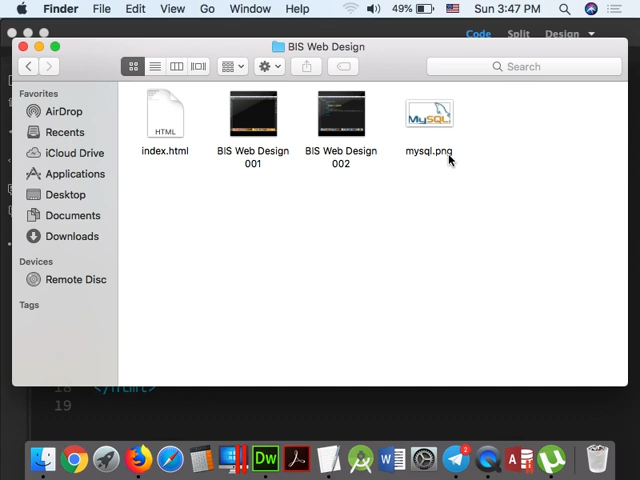 Finder File Edit View Go Window Help 49% Sun 3:47 PM
Code Split Design
BIS Web Design
Search
Favorites
AirDrop
Recents
iCloud Drive
Applications
Desktop
Documents
Downloads
Devices
Remote Disc
Tags
HTML
MySQL
index.html
BIS Web Design 001
BIS Web Design 002
mysql.png
18 </html>
19
Dw
2